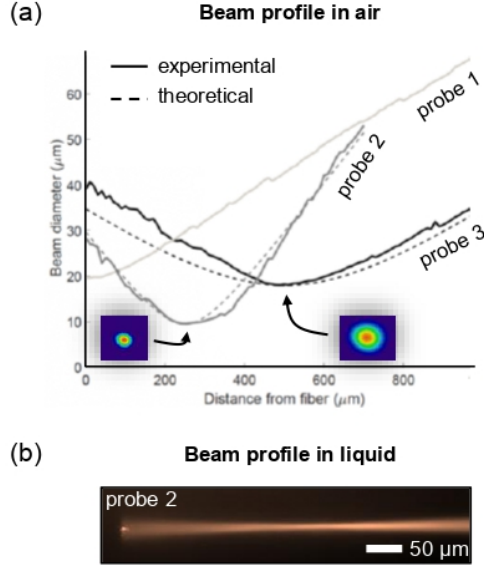 (a)
Beam profile in air
experimental
theoretical
probe 1
probe 2
probe 3
Beam diameter (μm)
60
50
40
30
20
10
0
0
200
400
600
800
Distance from fiber (μm)
(b)
Beam profile in liquid
probe 2
50 μm